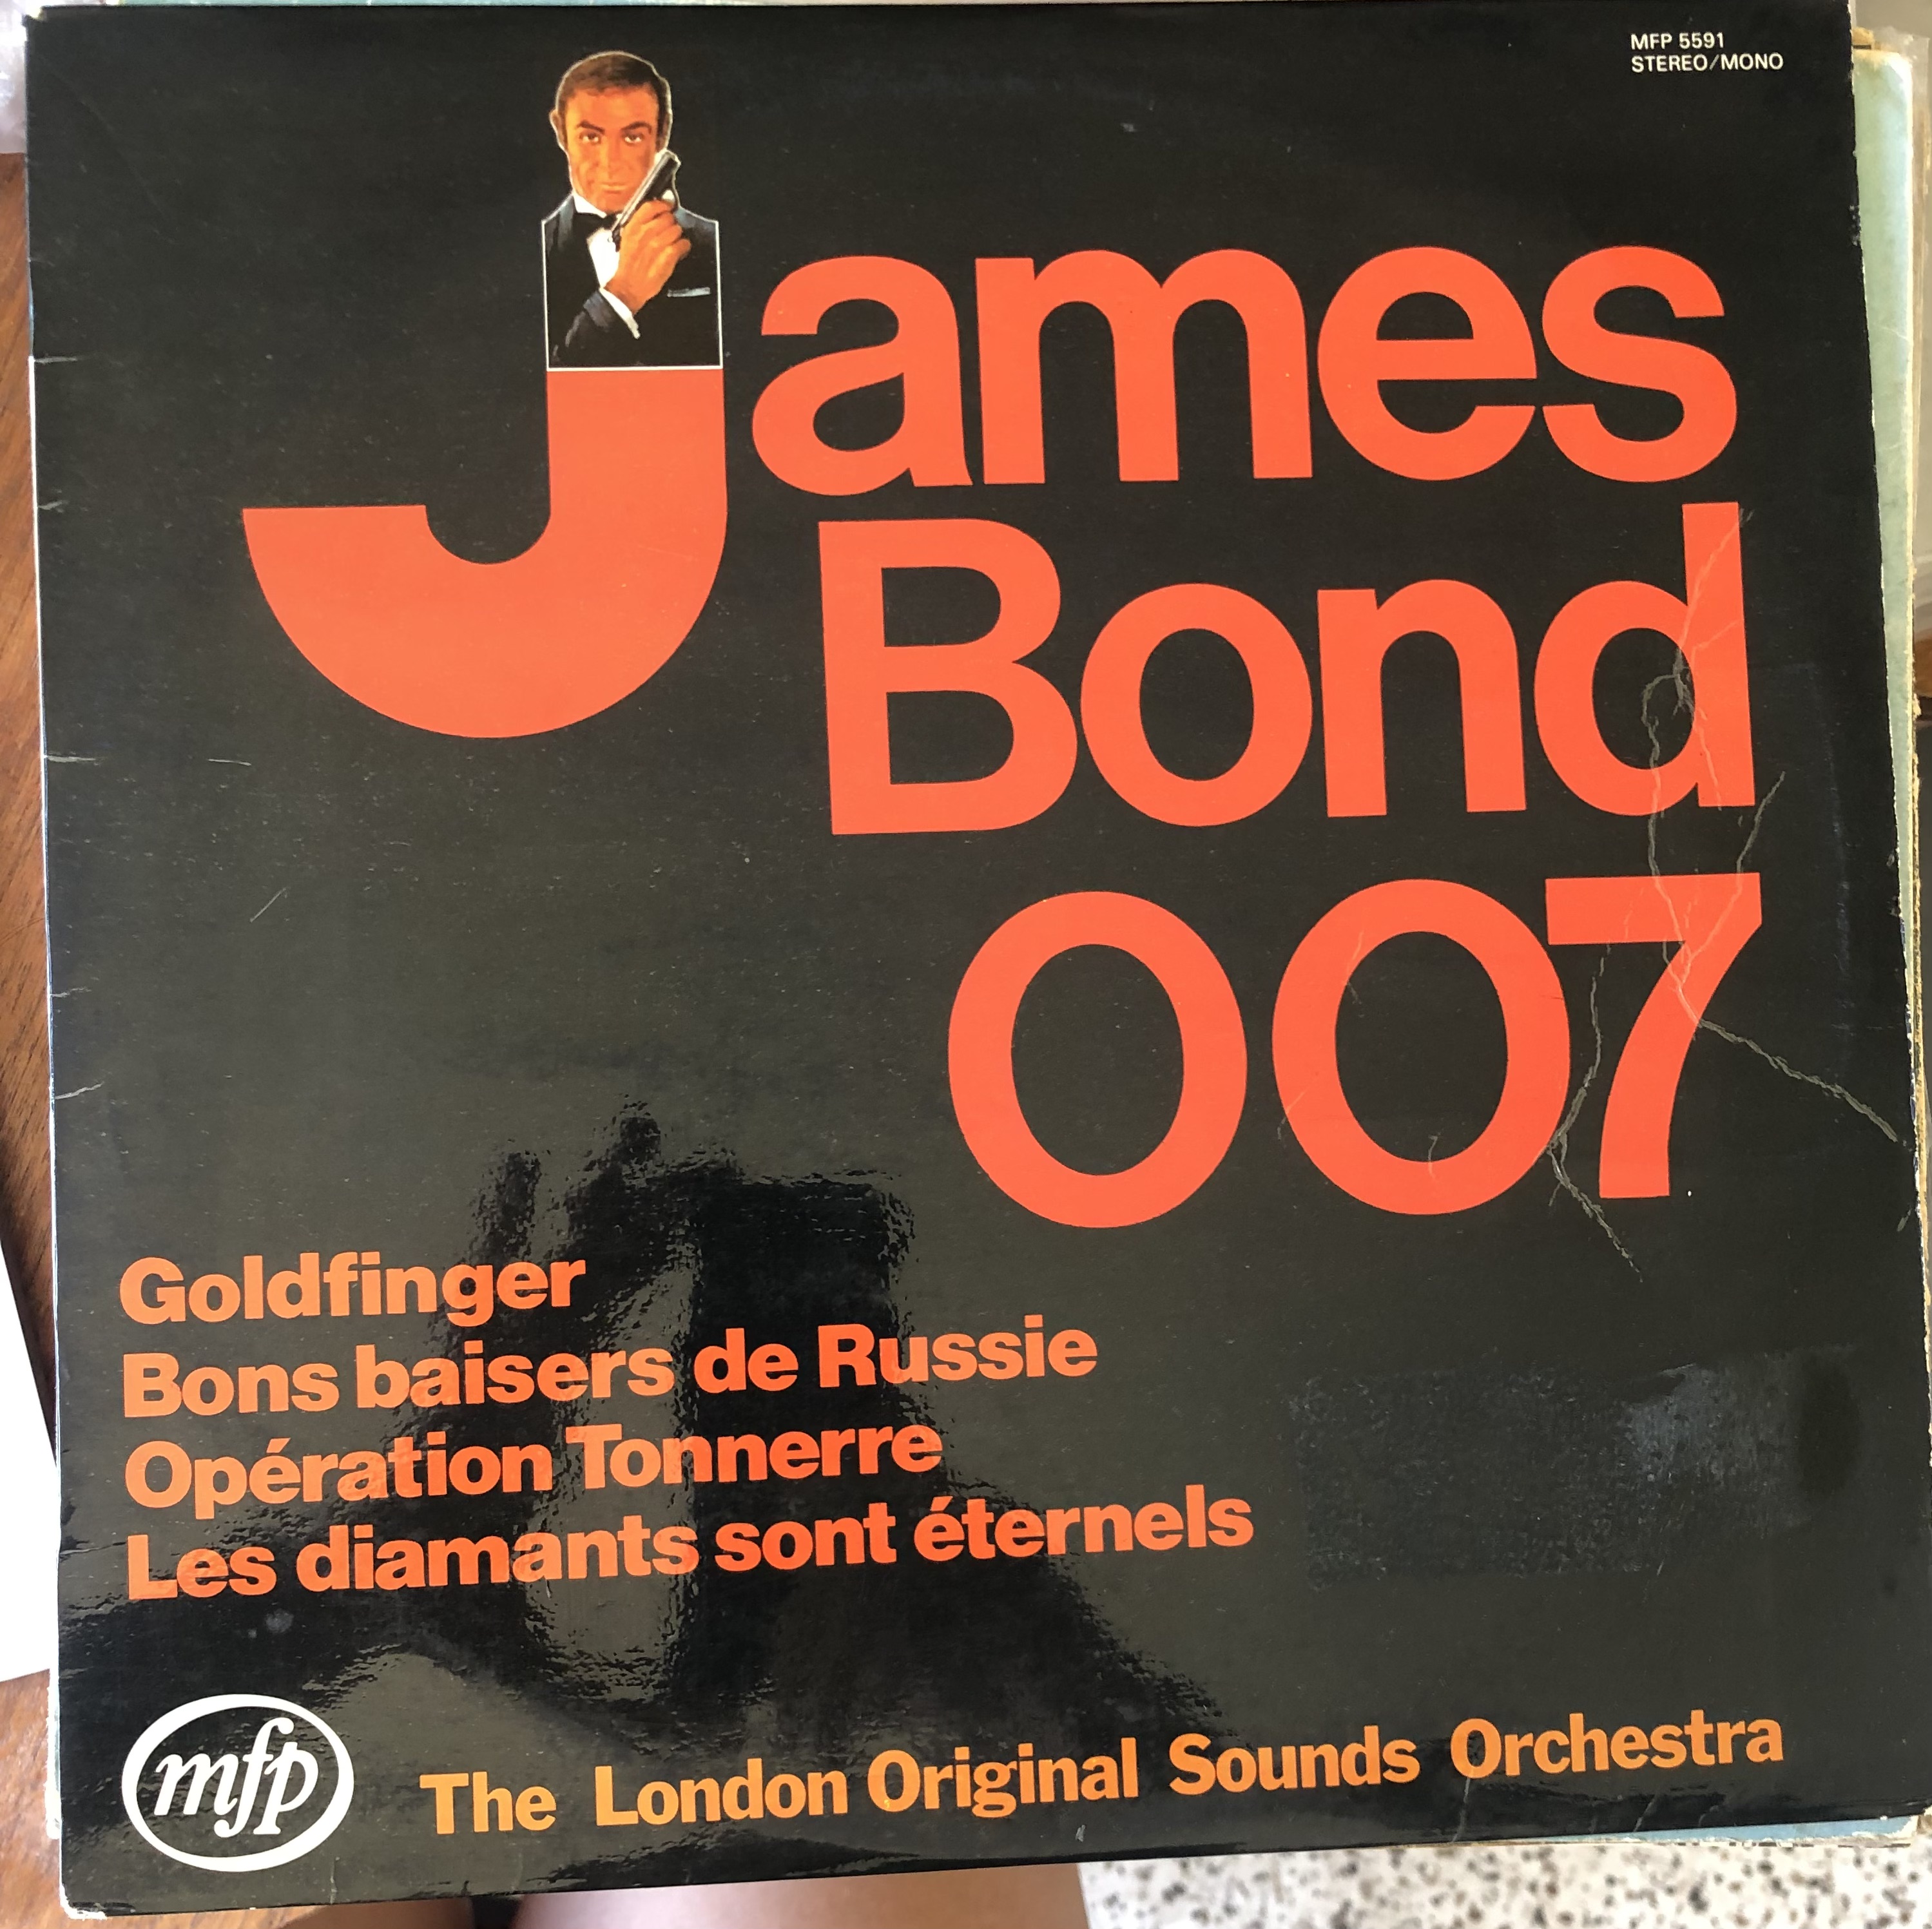 MFP 5591
STEREO/MONO
James
Bond
007
Goldfinger
Bons baisers de Russie
Opération Tonnerre
Les diamants sont éternels
mfp
The London Original Sounds Orchestra